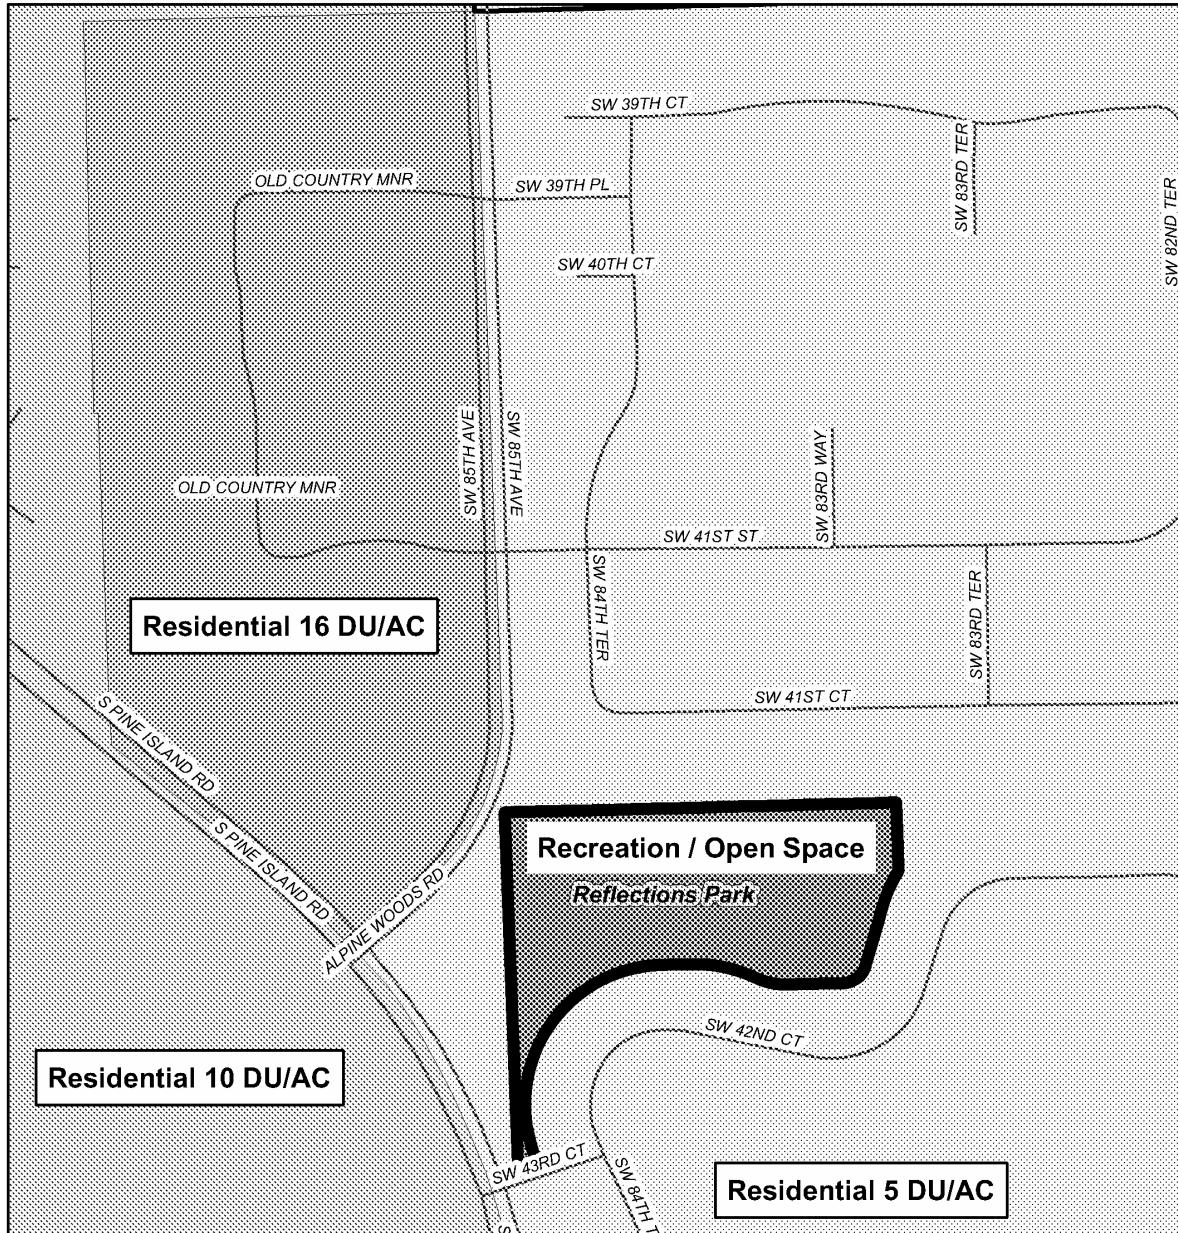 SW 39TH CT
SW 83RD TER
OLD COUNTRY MNR
SW 39TH PL
SW 82ND TER
SW 40TH CT
SW 85TH AVE
SW 85TH AVE
SW 83RD WAY
OLD COUNTRY MNR
SW 41ST ST
SW 84TH TER
SW 83RD TER
Residential 16 DU/AC
SW 41ST CT
S PINE ISLAND RD
S PINE ISLAND RD
Recreation / Open Space
Reflections Park
ALPINE WOODS RD
SW 42ND CT
Residential 10 DU/AC
SW 43RD CT
SW 84TH T
Residential 5 DU/AC
S